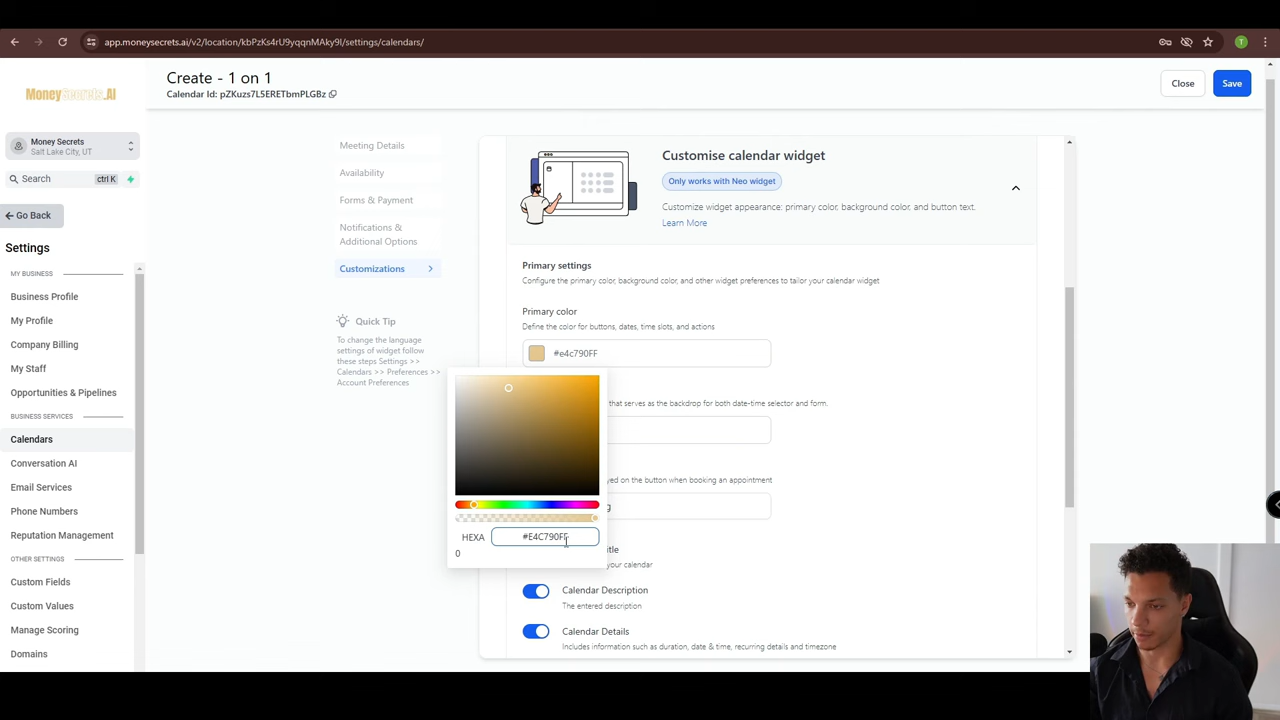 app.moneysecrets.ai/v2/location/kbPzKs4rU9yqqnMAky9I/settings/calendars/
T
MoneySecrets.AI
Money Secrets
Salt Lake City, UT
Search
ctrl K
Go Back
Settings
MY BUSINESS
Business Profile
My Profile
Company Billing
My Staff
Opportunities & Pipelines
BUSINESS SERVICES
Calendars
Conversation AI
Email Services
Phone Numbers
Reputation Management
OTHER SETTINGS
Custom Fields
Custom Values
Manage Scoring
Domains
Create - 1 on 1
Calendar Id: pZKuzs7L5ERETbmPLGBz
Close
Save
Meeting Details
Availability
Forms & Payment
Notifications &
Additional Options
Customizations
Quick Tip
To change the language
settings of widget follow
these steps Settings >>
Calendars >> Preferences >>
Account Preferences
Customise calendar widget
Only works with Neo widget
Customize widget appearance: primary color, background color, and button text.
Learn More
Primary settings
Configure the primary color, background color, and other widget preferences to tailor your calendar widget
Primary color
Define the color for buttons, dates, time slots, and actions
#e4c790FF
that serves as the backdrop for both date-time selector and form.
on the button when booking an appointment
HEXA
#E4C790FF
0
your calendar
Calendar Description
The entered description
Calendar Details
Includes information such as duration, date & time, recurring details and timezone